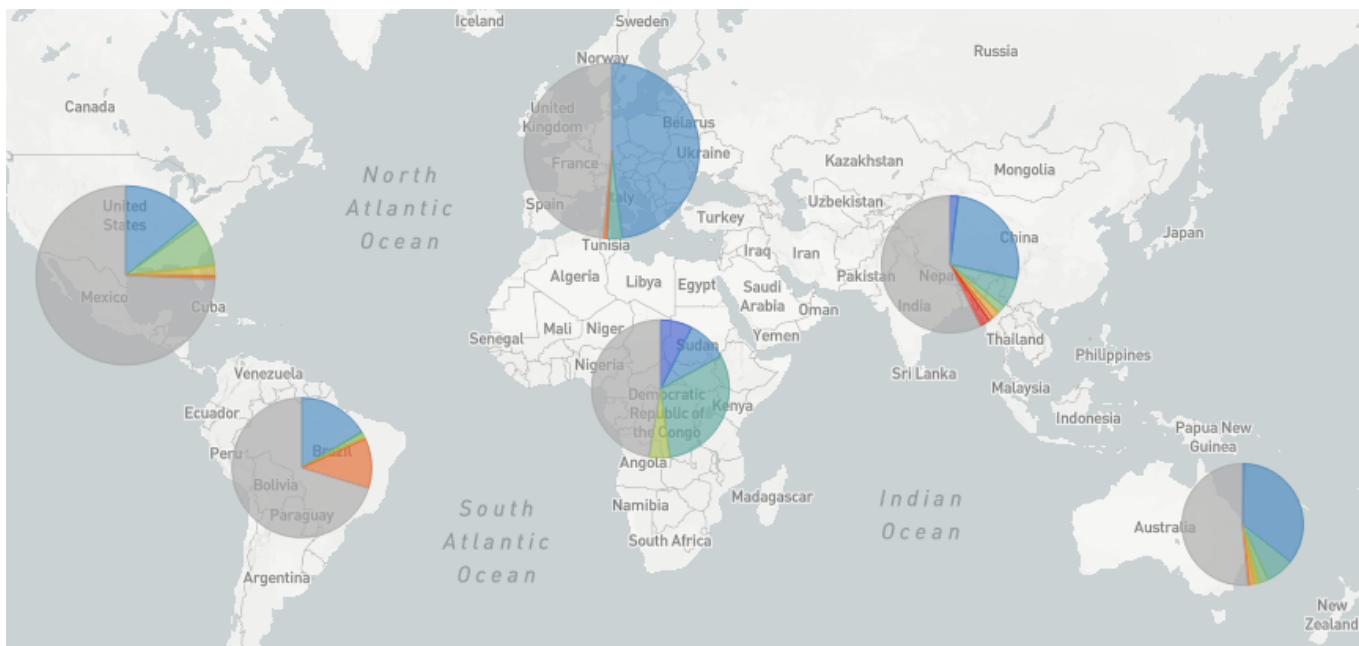 Iceland
Sweden
Norway
Russia
Canada
United
Kingdom
Belarus
Ukraine
France
Kazakhstan
Mongolia
North
Atlantic
Ocean
United
States
Spain
Italy
Turkey
Uzbekistan
China
Japan
Tunisia
Iraq
Iran
Pakistan
Nepal
Mexico
Cuba
Algeria
Libya
Egypt
Saudi
Arabia
Oman
India
Senegal
Mali
Niger
Sudan
Yemen
Thailand
Philippines
Nigeria
Sri Lanka
Venezuela
Malaysia
Democratic
Republic of
the Congo
Kenya
Ecuador
Indonesia
Papua New
Guinea
Peru
Brazil
Angola
Bolivia
Madagascar
Namibia
Indian
Ocean
Paraguay
South
Atlantic
Ocean
South Africa
Australia
Argentina
New
Zealand